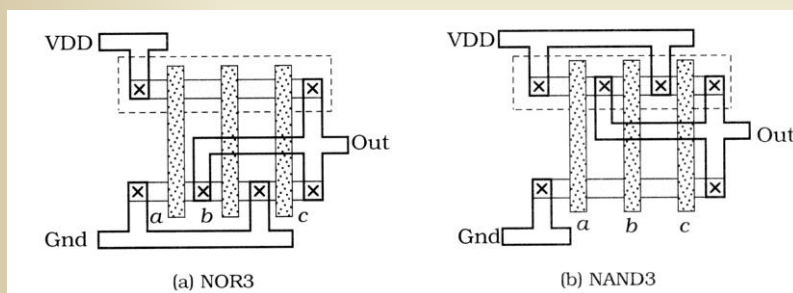 VDD
Out
a b c
Gnd
(a) NOR3
VDD
Out
a b c
Gnd
(b) NAND3